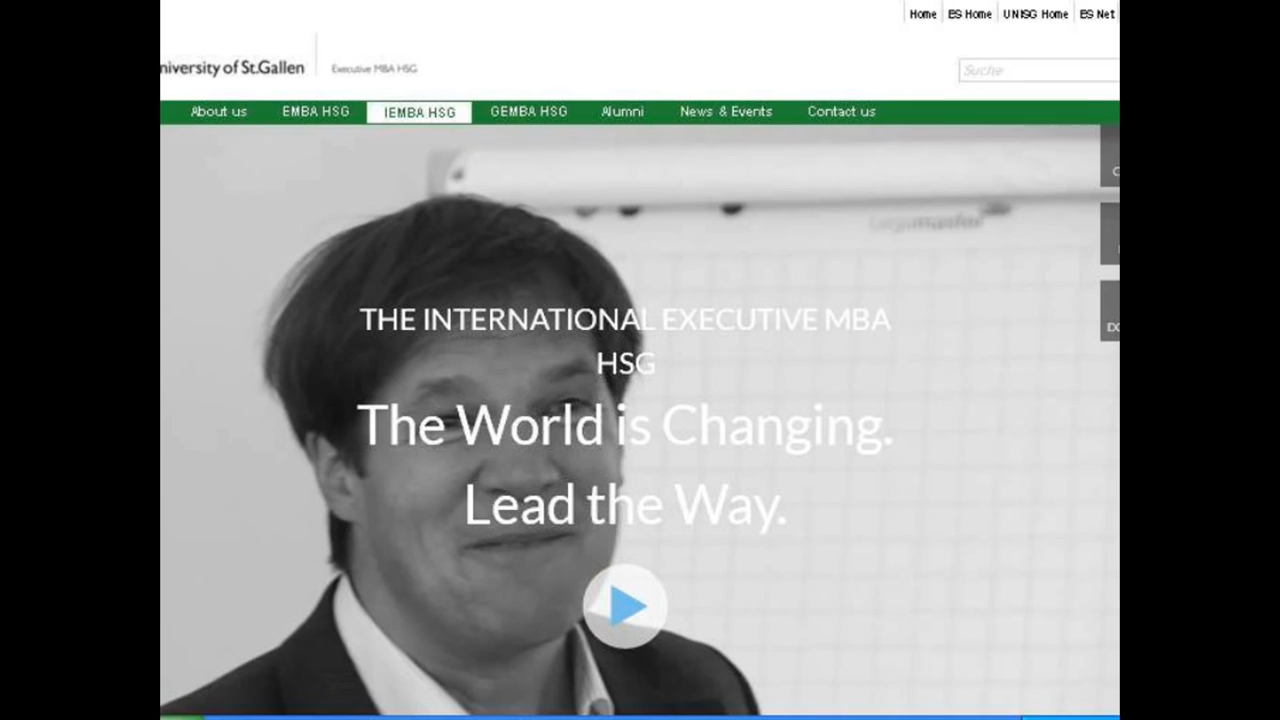 Home ES Home UNISG Home ES Net
niversity of St.Gallen
Executive MBA HSG
Suche
About us EMBA HSG IEMBA HSG GEMBA HSG Alumni News & Events Contact us
legamaster
THE INTERNATIONAL EXECUTIVE MBA
HSG
The World is Changing.
Lead the Way.